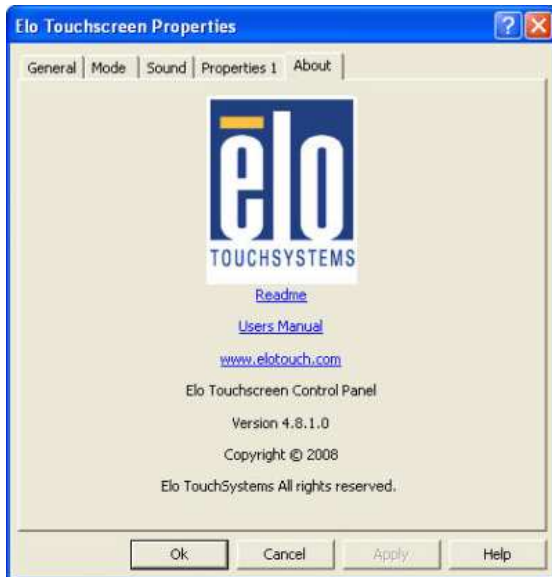 Elo Touchscreen Properties
General Mode Sound Properties 1 About
elo
TOUCHSYSTEMS
Readme
Users Manual
www.elotouch.com
Elo Touchscreen Control Panel
Version 4.8.1.0
Copyright © 2008
Elo TouchSystems All rights reserved.
Ok Cancel Apply Help